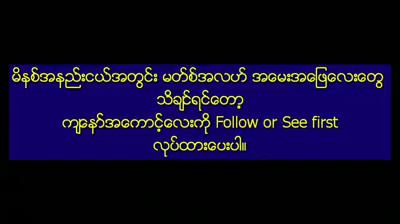 မိနစ်အနည်းငယ်အတွင်း မတ်စ်အလဟ် အမေးအဖြေလေးတွေ
သိချင်ရင်တော့
ကျနော်အကောင့်လေးကို Follow or See first
လုပ်ထားပေးပါ။